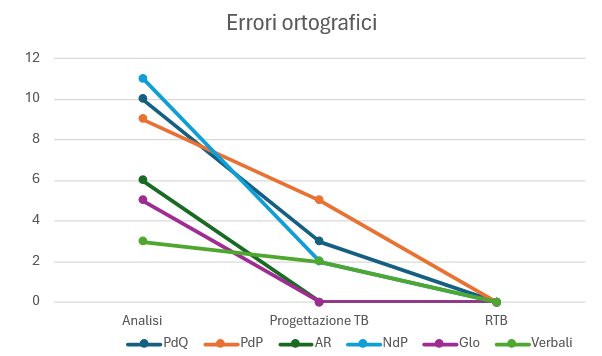 Errori ortografici
12
10
8
6
4
2
0
Analisi Progettazione TB RTB
PdQ PdP AR NdP Glo Verbali